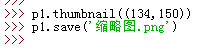 >>> p1.thumbnail((134,150))
>>> p1.save('缩略图.png')
>>>